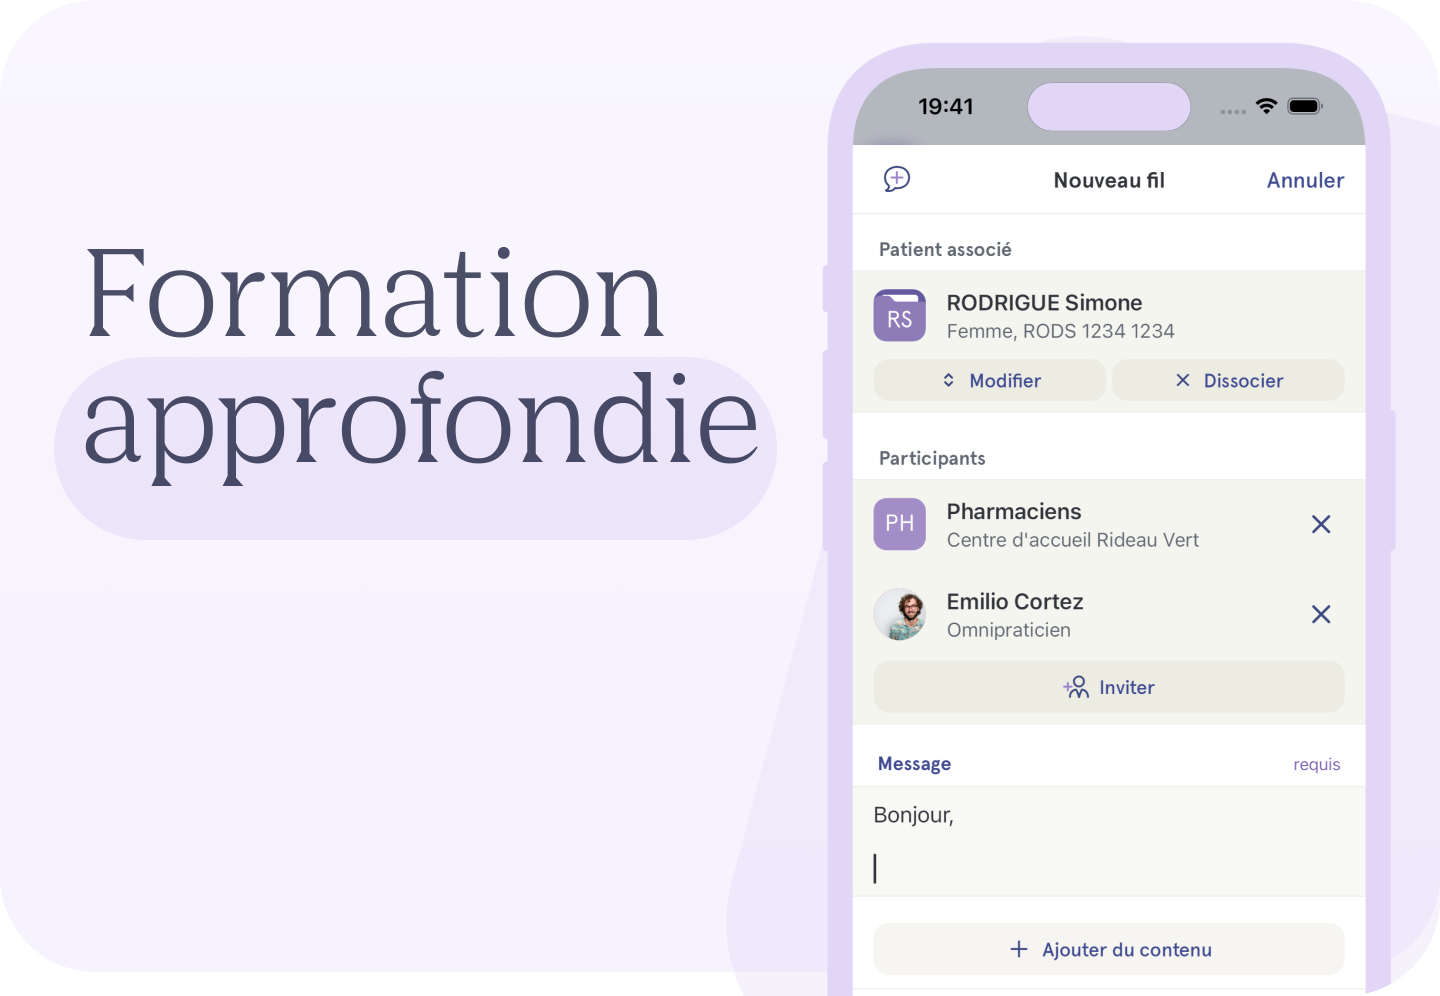 Formation
approfondie
19:41
Nouveau fil
Annuler
Patient associé
RS
RODRIGUE Simone
Femme, RODS 1234 1234
Modifier
Dissocier
Participants
PH
Pharmaciens
Centre d'accueil Rideau Vert
Emilio Cortez
Omnipraticien
Inviter
Message
requis
Bonjour,
Ajouter du contenu